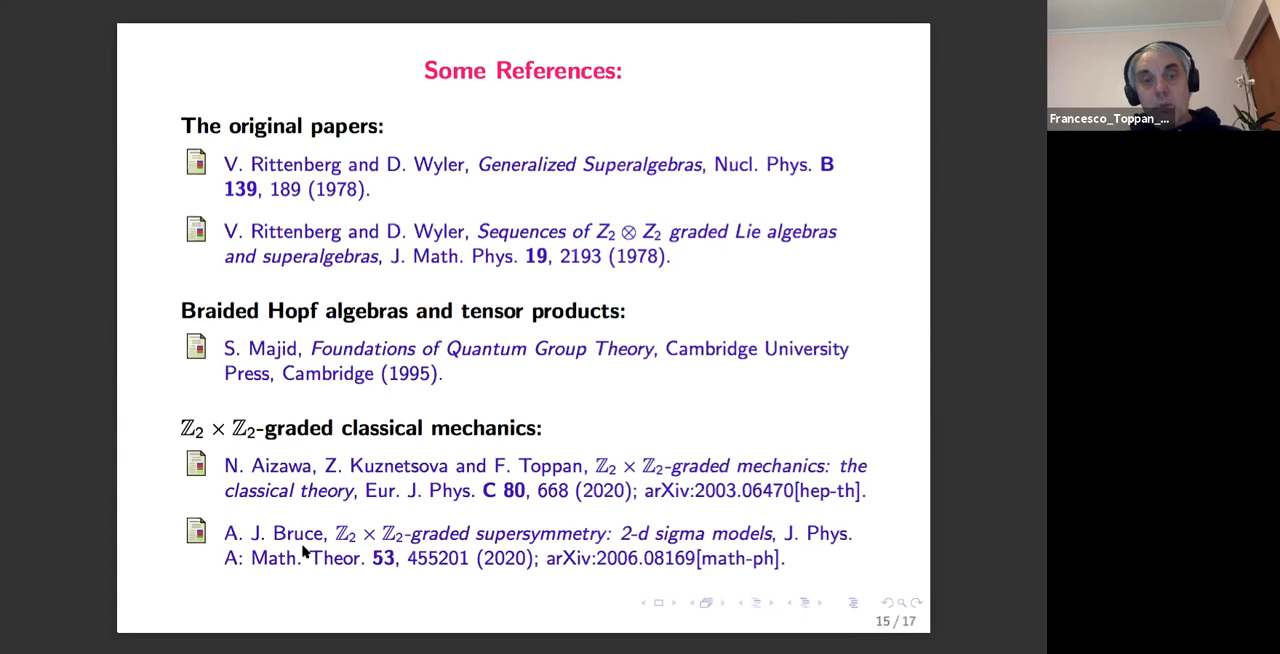 Some References:
The original papers:
V. Rittenberg and D. Wyler, Generalized Superalgebras, Nucl. Phys. B
139, 189 (1978).
V. Rittenberg and D. Wyler, Sequences of Z₂ ⊗ Z₂ graded Lie algebras
and superalgebras, J. Math. Phys. 19, 2193 (1978).
Braided Hopf algebras and tensor products:
S. Majid, Foundations of Quantum Group Theory, Cambridge University
Press, Cambridge (1995).
ℤ₂ × ℤ₂-graded classical mechanics:
N. Aizawa, Z. Kuznetsova and F. Toppan, ℤ₂ × ℤ₂-graded mechanics: the
classical theory, Eur. J. Phys. C 80, 668 (2020); arXiv:2003.06470[hep-th].
A. J. Bruce, ℤ₂ × ℤ₂-graded supersymmetry: 2-d sigma models, J. Phys.
A: Math. Theor. 53, 455201 (2020); arXiv:2006.08169[math-ph].
15 / 17
Francesco_Toppan_...